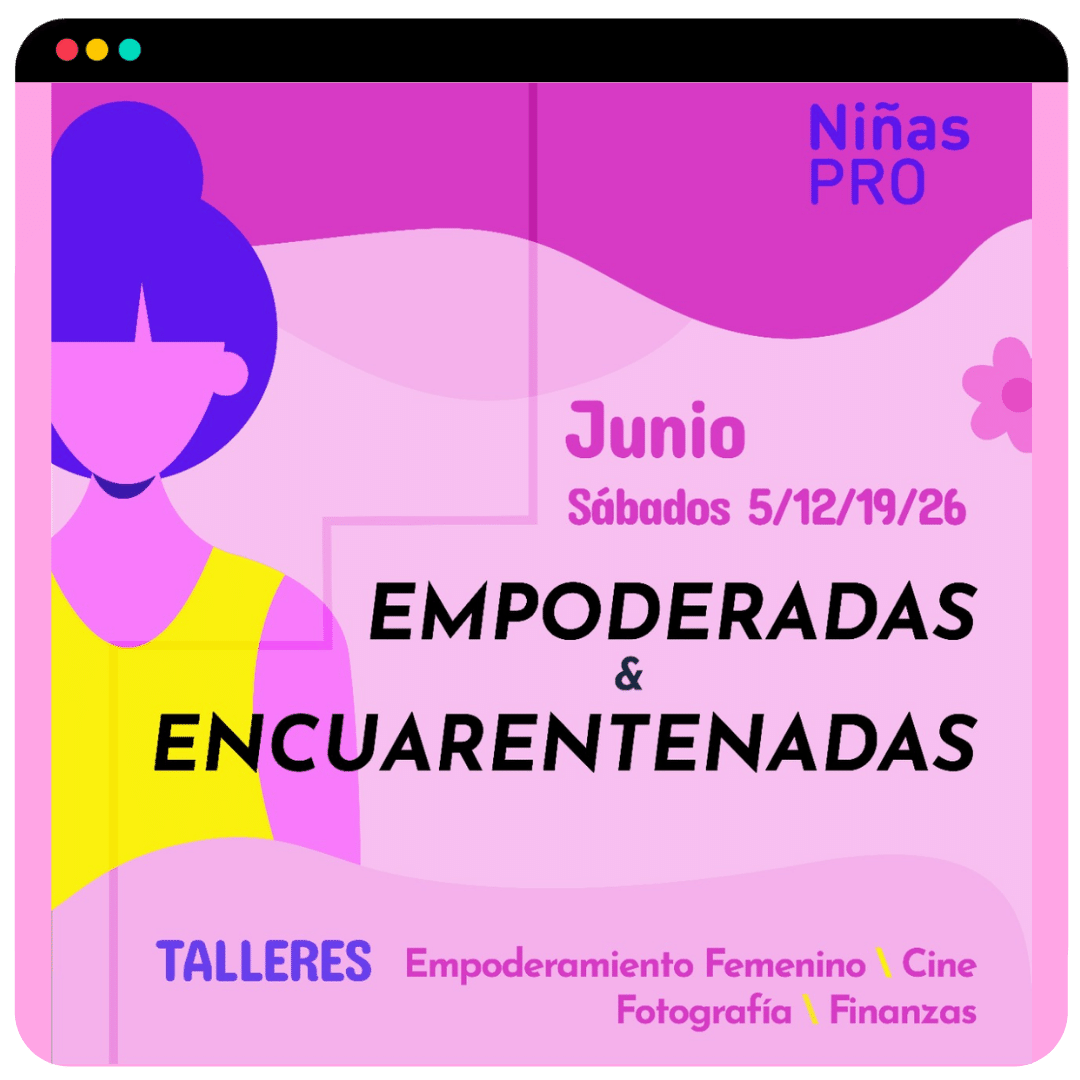 Niñas
PRO
Junio
Sábados 5/12/19/26
EMPODERADAS
&
ENCUARENTENADAS
TALLERES Empoderamiento Femenino \ Cine
Fotografía \ Finanzas